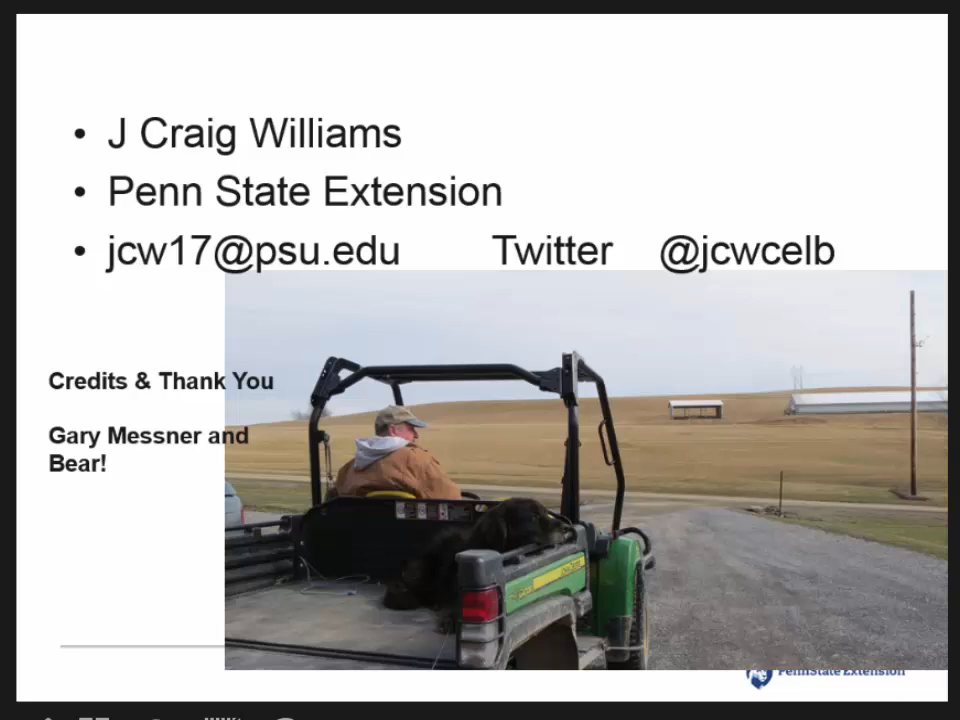 • J Craig Williams
• Penn State Extension
• jcw17@psu.edu Twitter @jcwcelb
Credits & Thank You
Gary Messner and
Bear!
PennState Extension